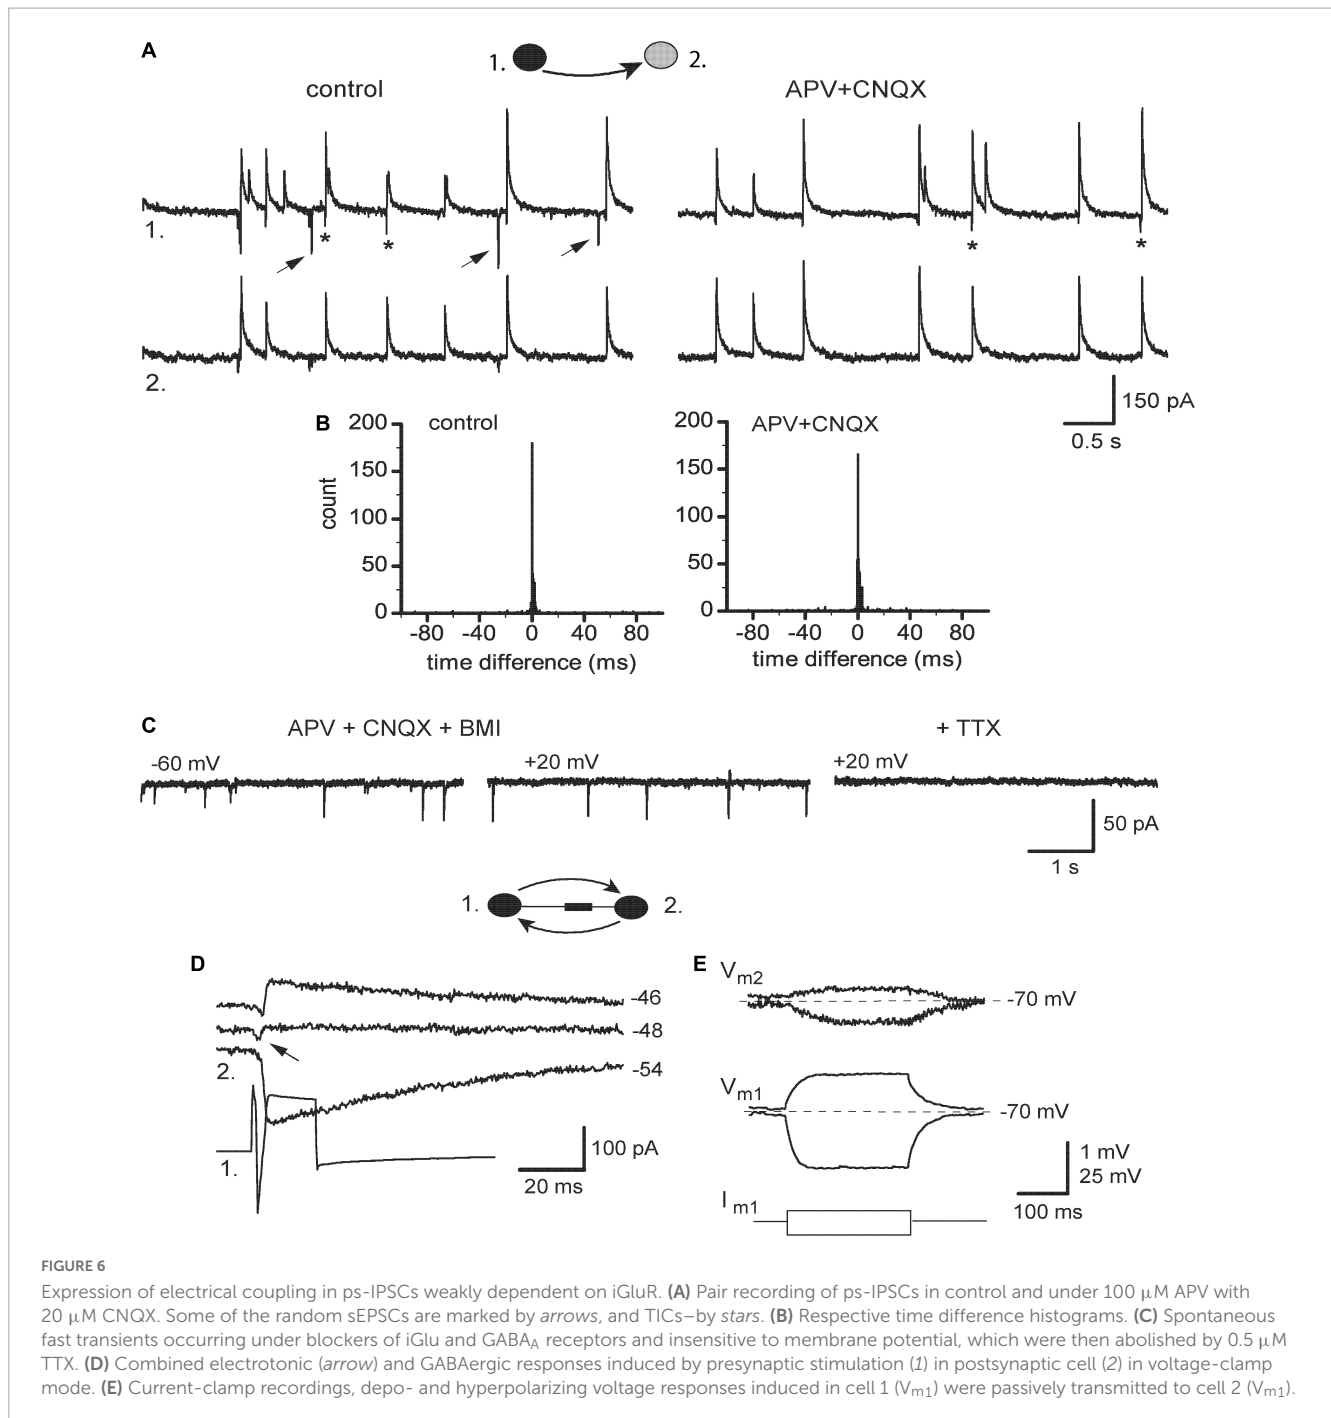 A
1.
2.
control
APV+CNQX
1.
*
*
*
*
2.
150 pA
0.5 s
B
control
APV+CNQX
200
150
100
50
0
count
-80 -40 0 40 80
time difference (ms)
200
150
100
50
0
-80 -40 0 40 80
time difference (ms)
C
APV + CNQX + BMI
+ TTX
-60 mV
+20 mV
+20 mV
50 pA
1 s
1.
2.
D
-46
-48
2.
-54
1.
100 pA
20 ms
E
Vm2
-70 mV
Vm1
-70 mV
1 mV
25 mV
100 ms
I m1
FIGURE 6
Expression of electrical coupling in ps-IPSCs weakly dependent on iGluR. (A) Pair recording of ps-IPSCs in control and under 100 μM APV with
20 μM CNQX. Some of the random sEPSCs are marked by arrows, and TICs–by stars. (B) Respective time difference histograms. (C) Spontaneous
fast transients occurring under blockers of iGlu and GABAA receptors and insensitive to membrane potential, which were then abolished by 0.5 μM
TTX. (D) Combined electrotonic (arrow) and GABAergic responses induced by presynaptic stimulation (1) in postsynaptic cell (2) in voltage-clamp
mode. (E) Current-clamp recordings, depo- and hyperpolarizing voltage responses induced in cell 1 (Vm1) were passively transmitted to cell 2 (Vm1).